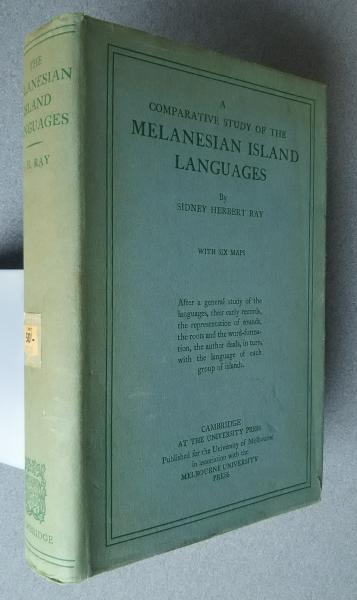 THE
MELANESIAN
ISLAND
LANGUAGES
RAY
50/-
A
COMPARATIVE STUDY OF THE
MELANESIAN ISLAND
LANGUAGES
By
SIDNEY HERBERT RAY
WITH SIX MAPS
After a general study of the
languages, their early records,
the representation of sounds,
the roots and the word-forma-
tion, the author deals, in turn,
with the language of each
group of islands.
CAMBRIDGE
AT THE UNIVERSITY PRESS
Published for the University of Melbourne
in association with the
MELBOURNE UNIVERSITY
PRESS